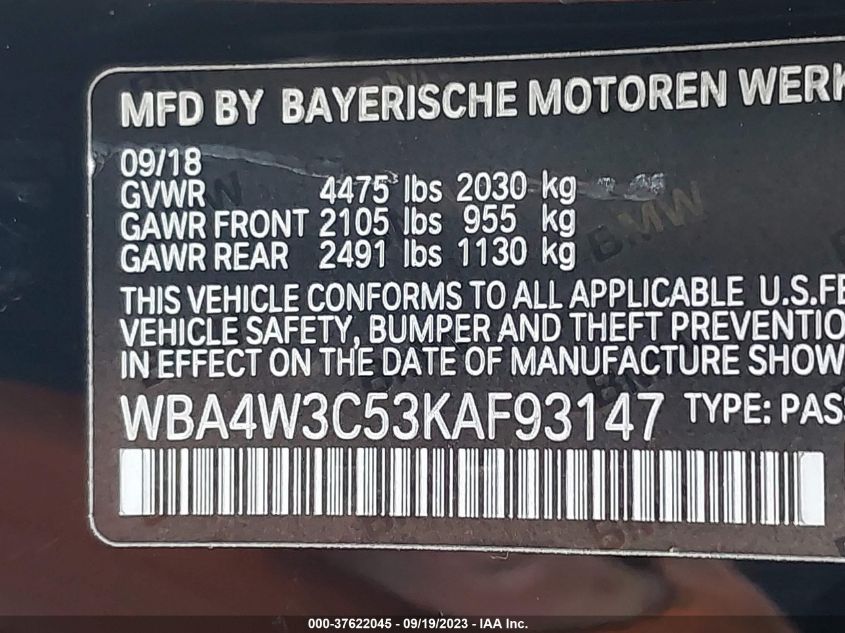 MFD BY BAYERISCHE MOTOREN WERK
09/18
GVWR 4475 lbs 2030 kg
GAWR FRONT 2105 lbs 955 kg
GAWR REAR 2491 lbs 1130 kg
THIS VEHICLE CONFORMS TO ALL APPLICABLE U.S.FE
VEHICLE SAFETY, BUMPER AND THEFT PREVENTIO
IN EFFECT ON THE DATE OF MANUFACTURE SHOW
WBA4W3C53KAF93147 TYPE: PAS
000-37622045 - 09/19/2023 - IAA Inc.